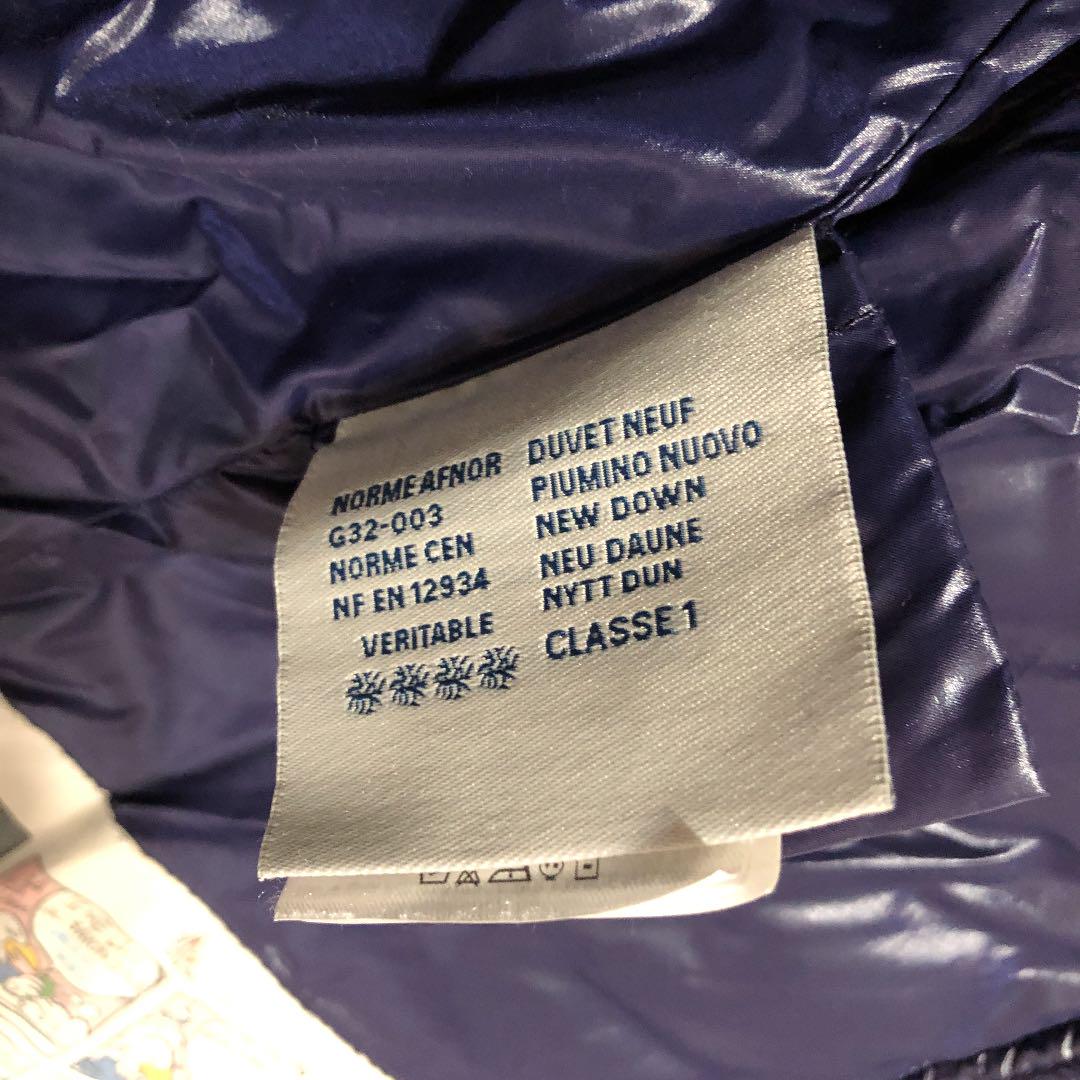 NORME AFNOR
G32-003
NORME CEN
NF EN 12934
VERITABLE
DUVET NEUF
PIUMINO NUOVO
NEW DOWN
NEU DAUNE
NYTT DUN
CLASSE 1